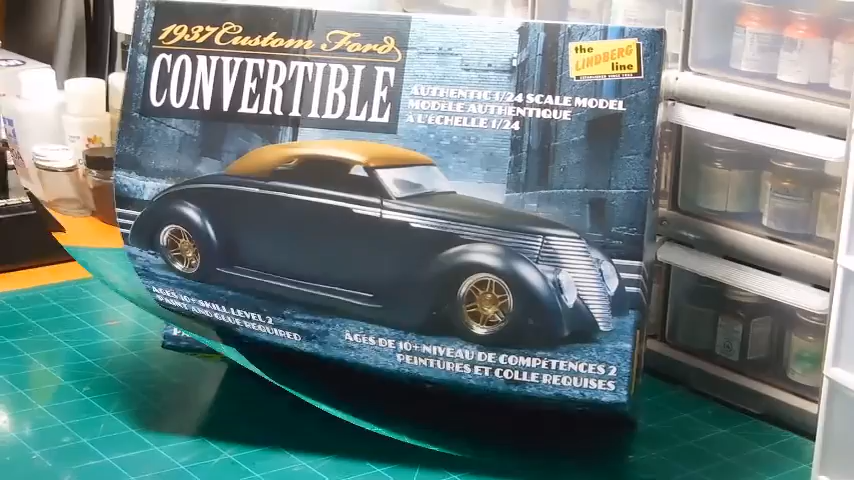 1937 Custom Ford
CONVERTIBLE
the
LINDBERG
line
AUTHENTIC 1/24 SCALE MODEL
MODÈLE AUTHENTIQUE
À L'ÉCHELLE 1/24
AGES 10+ SKILL LEVEL 2
PAINT AND GLUE REQUIRED
AGES DE 10+NIVEAU DE COMPÉTENCES 2
PEINTURES ET COLLE REQUISES